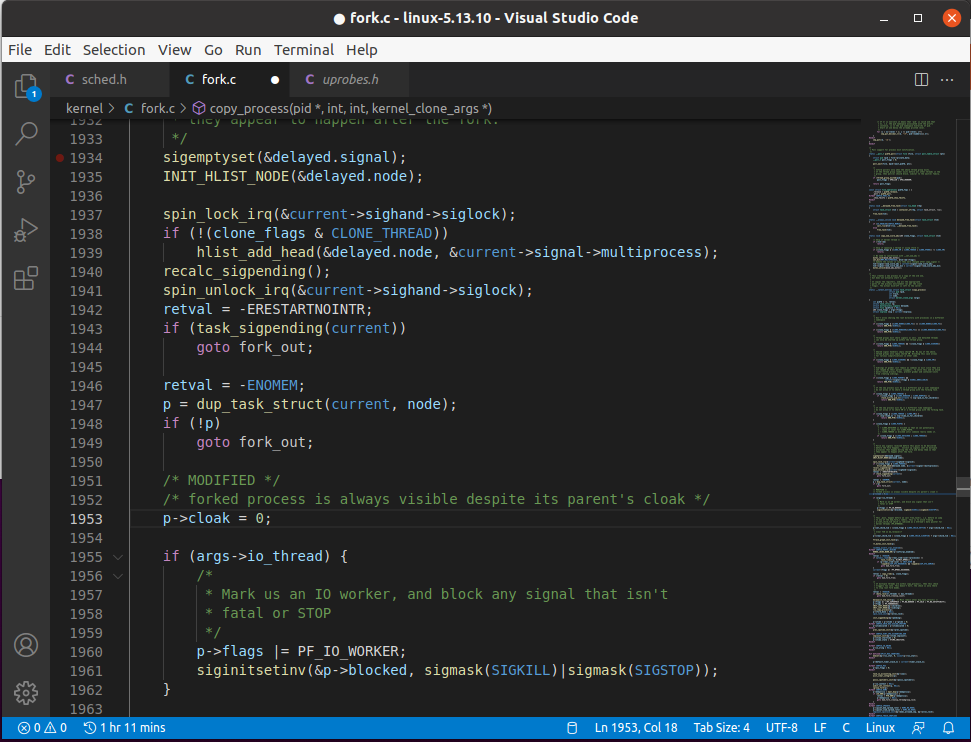 fork.c - linux-5.13.10 - Visual Studio Code
File Edit Selection View Go Run Terminal Help
1
C sched.h
C fork.c
C uprobes.h
kernel > C fork.c > copy_process(pid *, int, int, kernel_clone_args *)
1932 * they appear to happen after the fork.
1933 */
1934 sigemptyset(&delayed.signal);
1935 INIT_HLIST_NODE(&delayed.node);
1936
1937 spin_lock_irq(&current->sighand->siglock);
1938 if (!(clone_flags & CLONE_THREAD))
1939 hlist_add_head(&delayed.node, &current->signal->multiprocess);
1940 recalc_sigpending();
1941 spin_unlock_irq(&current->sighand->siglock);
1942 retval = -ERESTARTNOINTR;
1943 if (task_sigpending(current))
1944 goto fork_out;
1945
1946 retval = -ENOMEM;
1947 p = dup_task_struct(current, node);
1948 if (!p)
1949 goto fork_out;
1950
1951 /* MODIFIED */
1952 /* forked process is always visible despite its parent's cloak */
1953 p->cloak = 0;
1954
1955 if (args->io_thread) {
1956 /*
1957 * Mark us an IO worker, and block any signal that isn't
1958 * fatal or STOP
1959 */
1960 p->flags |= PF_IO_WORKER;
1961 siginitsetinv(&p->blocked, sigmask(SIGKILL)|sigmask(SIGSTOP));
1962 }
1963
0 0 1 hr 11 mins Ln 1953, Col 18 Tab Size: 4 UTF-8 LF C Linux